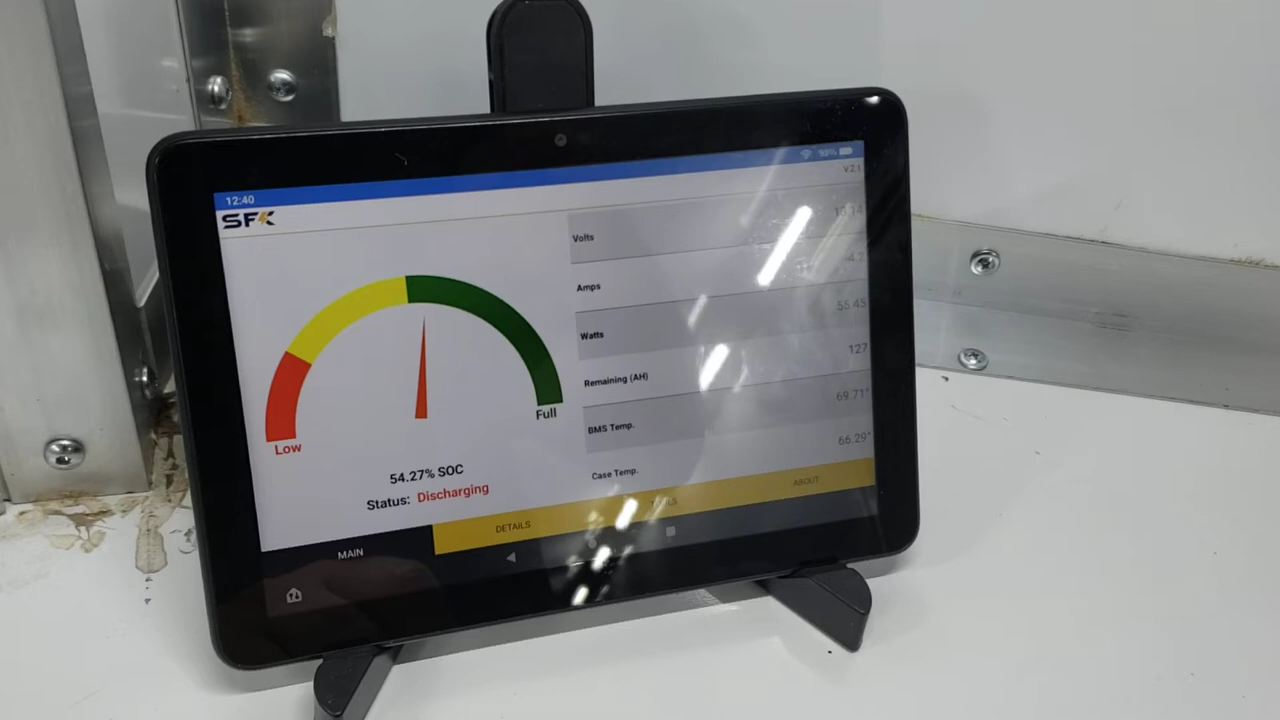 12:40
SFK
V 2.1
Volts
Amps
Watts 55.45
Remaining (AH) 127
BMS Temp. 69.71°
Case Temp. 66.29°
Low
Full
54.27% SOC
Status: Discharging
MAIN DETAILS ABOUT